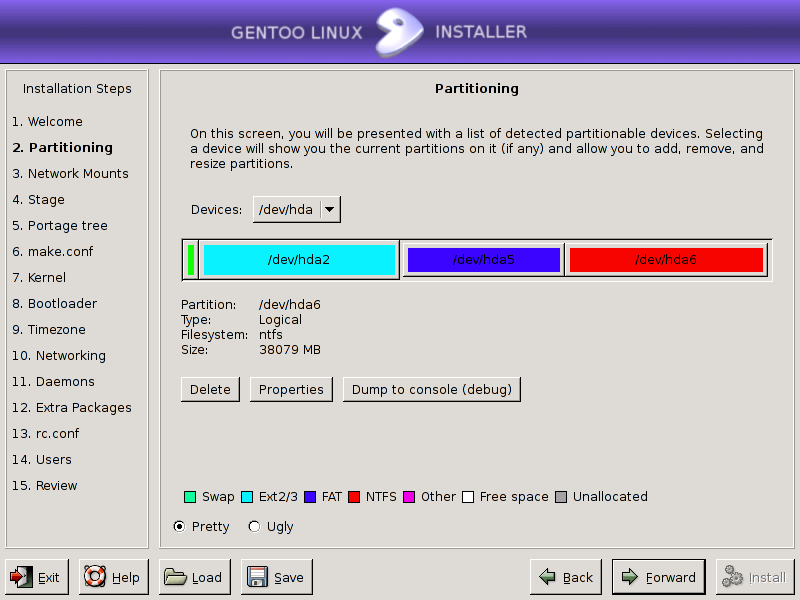 GENTOO LINUX INSTALLER
Installation Steps
1. Welcome
2. Partitioning
3. Network Mounts
4. Stage
5. Portage tree
6. make.conf
7. Kernel
8. Bootloader
9. Timezone
10. Networking
11. Daemons
12. Extra Packages
13. rc.conf
14. Users
15. Review
Partitioning
On this screen, you will be presented with a list of detected partitionable devices. Selecting
a device will show you the current partitions on it (if any) and allow you to add, remove, and
resize partitions.
Devices: /dev/hda
/dev/hda2 /dev/hda5 /dev/hda6
Partition: /dev/hda6
Type: Logical
Filesystem: ntfs
Size: 38079 MB
Delete Properties Dump to console (debug)
Swap Ext2/3 FAT NTFS Other Free space Unallocated
Pretty Ugly
Exit Help Load Save Back Forward Install